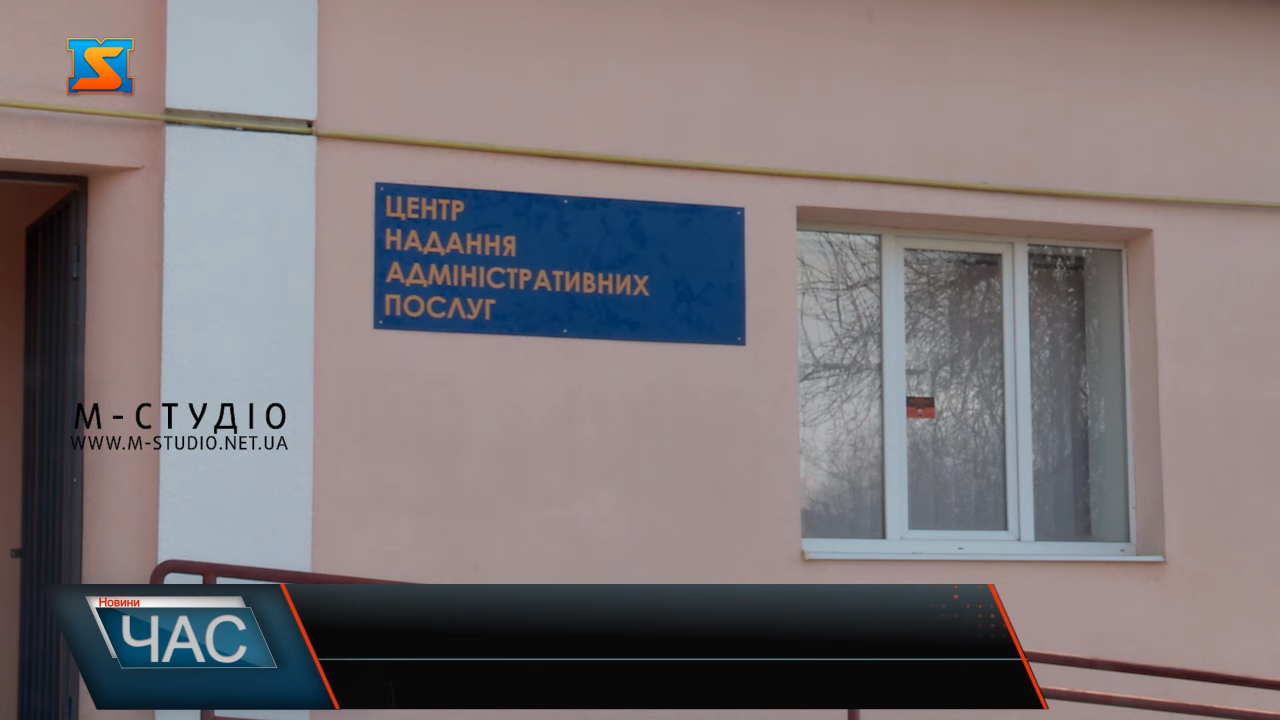 ЦЕНТР
НАДАННЯ
АДМІНІСТРАТИВНИХ
ПОСЛУГ
М-СТУДІО
WWW.M-STUDIO.NET.UA
Новини
ЧАС